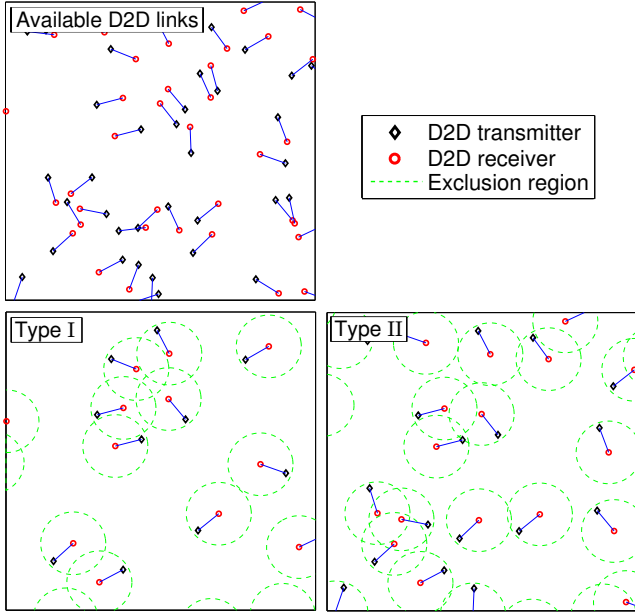 Available D2D links
D2D transmitter
D2D receiver
Exclusion region
Type I
Type II